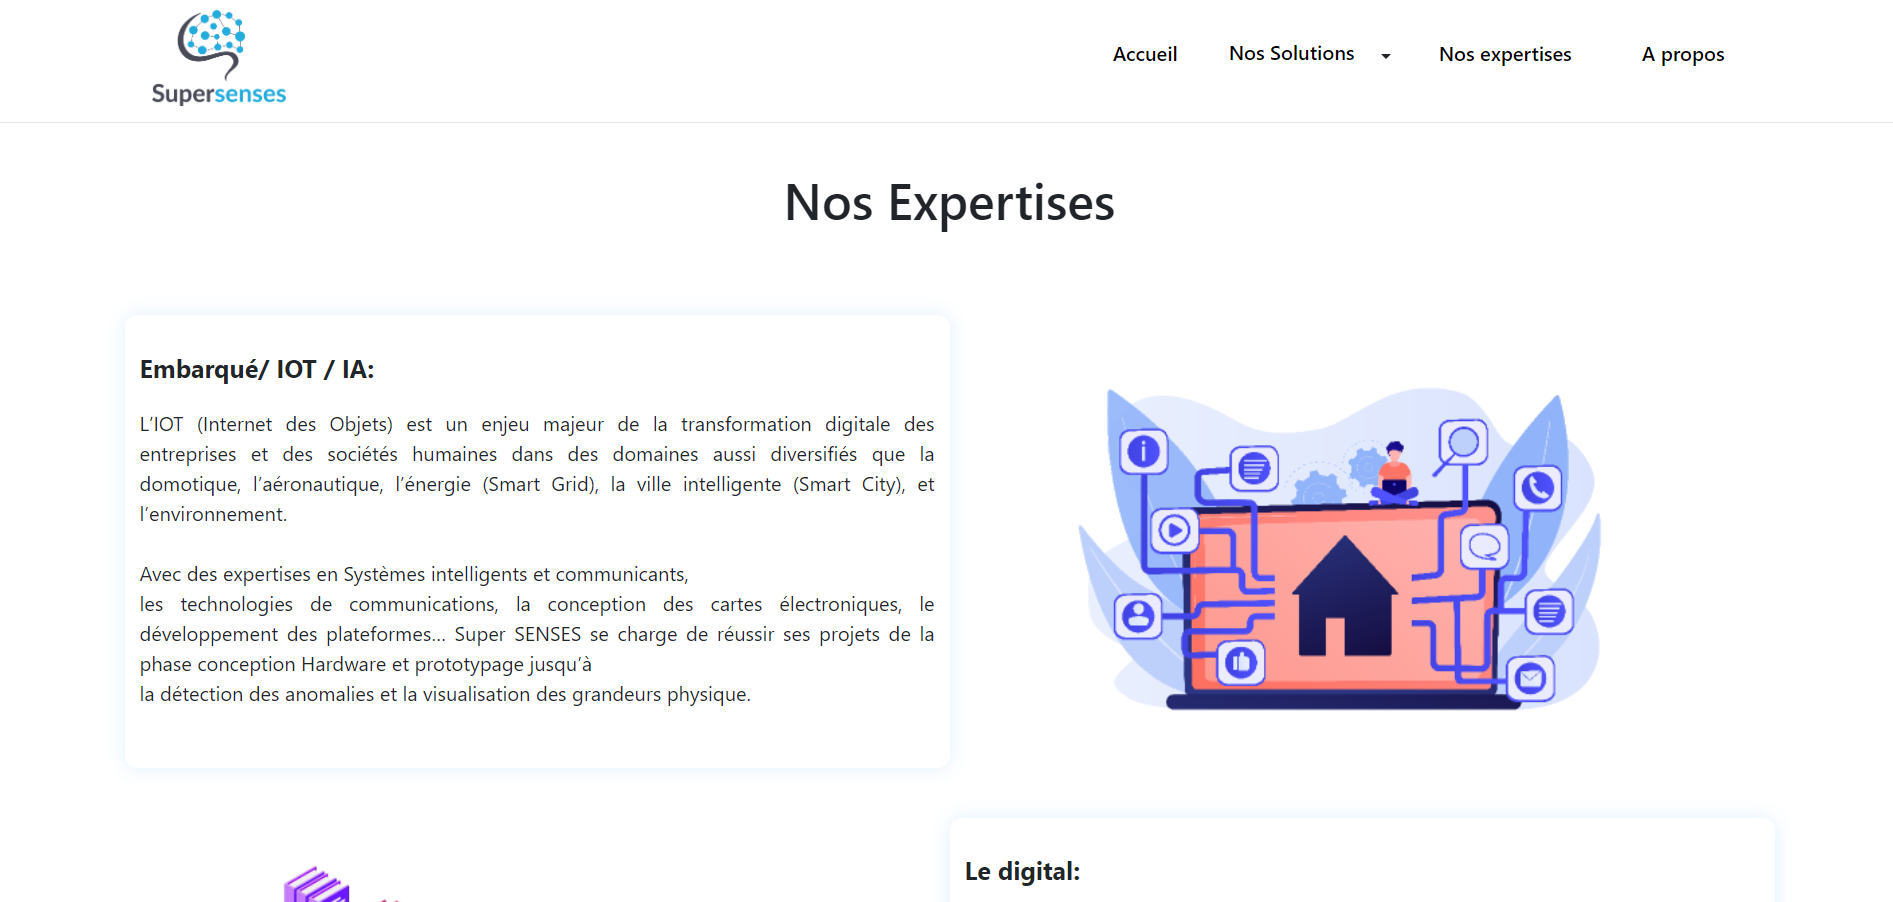 Supersenses
Accueil
Nos Solutions
Nos expertises
A propos
Nos Expertises
Embarqué/ IOT / IA:
L’IOT (Internet des Objets) est un enjeu majeur de la transformation digitale des
entreprises et des sociétés humaines dans des domaines aussi diversifiés que la
domotique, l’aéronautique, l’énergie (Smart Grid), la ville intelligente (Smart City), et
l’environnement.
Avec des expertises en Systèmes intelligents et communicants,
les technologies de communications, la conception des cartes électroniques, le
développement des plateformes... Super SENSES se charge de réussir ses projets de la
phase conception Hardware et prototypage jusqu’à
la détection des anomalies et la visualisation des grandeurs physique.
Le digital: